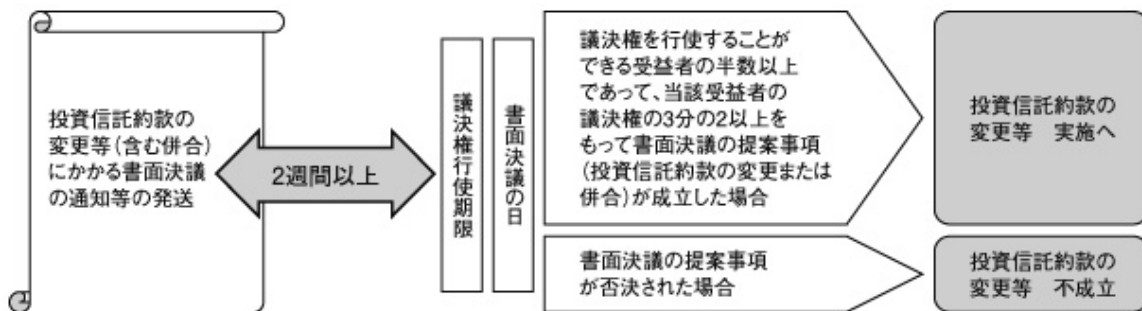 投資信託約款の
変更等(含む併合)
にかかる書面決議
の通知等の発送
2週間以上
議決権行使期限
書面決議の日
議決権を行使することが
できる受益者の半数以上
であって、当該受益者の
議決権の3分の2以上を
もって書面決議の提案事項
(投資信託約款の変更または
併合)が成立した場合
投資信託約款の
変更等 実施へ
書面決議の提案事項
が否決された場合
投資信託約款の
変更等 不成立